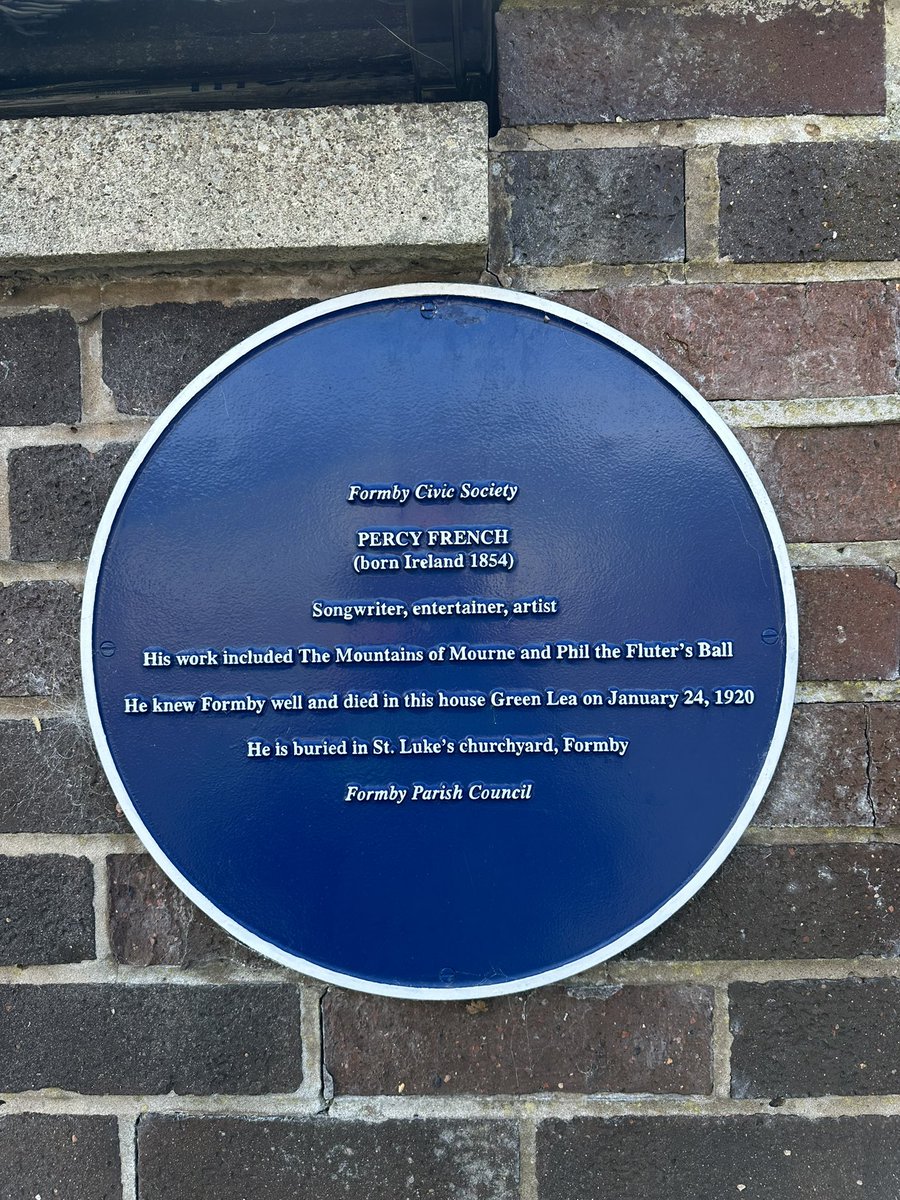 Formby Civic Society
PERCY FRENCH
(born Ireland 1854)
Songwriter, entertainer, artist
His work included The Mountains of Mourne and Phil the Fluter's Ball
He knew Formby well and died in this house Green Lea on January 24, 1920
He is buried in St. Luke's churchyard, Formby
Formby Parish Council